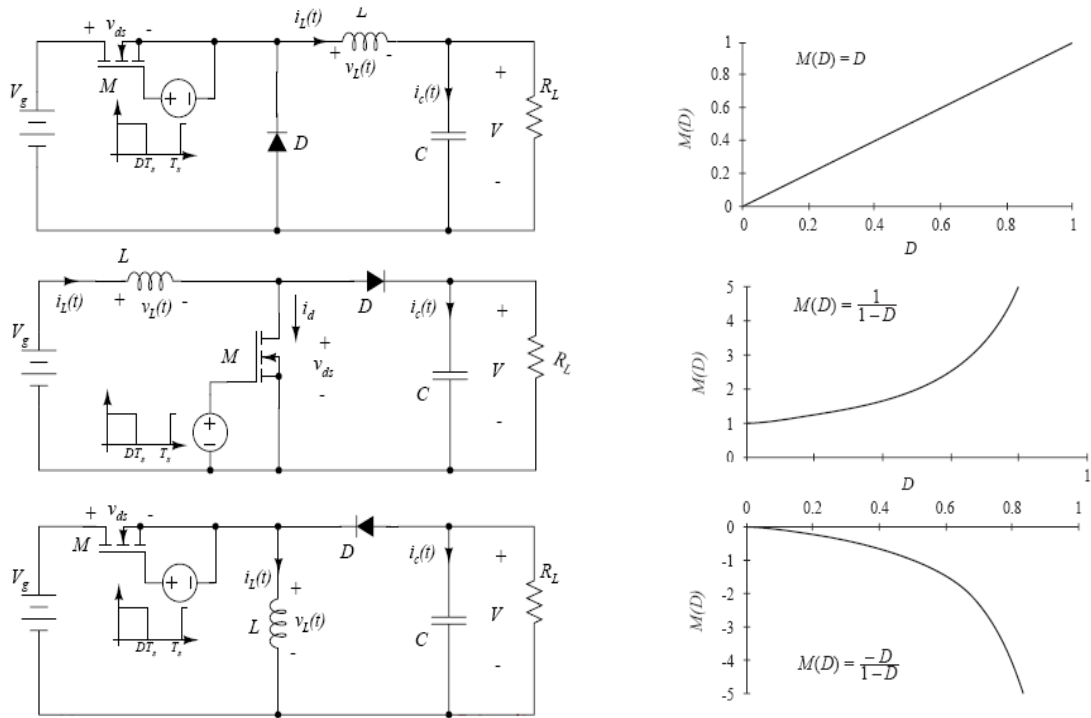 + v_ds -
i_L(t)
L
+ v_L(t) -
V_g
M
+ -
DT_s T_s
D
i_c(t)
C
+
V
-
R_L
M(D) = D
M(D)
1
0.8
0.6
0.4
0.2
0
0 0.2 0.4 0.6 0.8 1
D
L
i_L(t)
+ v_L(t) -
D
i_d
V_g
M
+
v_ds
-
+
-
DT_s T_s
i_c(t)
C
+
V
-
R_L
M(D) = 1/(1-D)
M(D)
5
4
3
2
1
0
D
1
+ v_ds -
M
V_g
+ -
DT_s T_s
D
i_L(t)
+
L
v_L(t)
-
i_c(t)
C
+
V
-
R_L
0 0.2 0.4 0.6 0.8 1
0
-1
-2
-3
-4
-5
M(D)
M(D) = -D/(1-D)